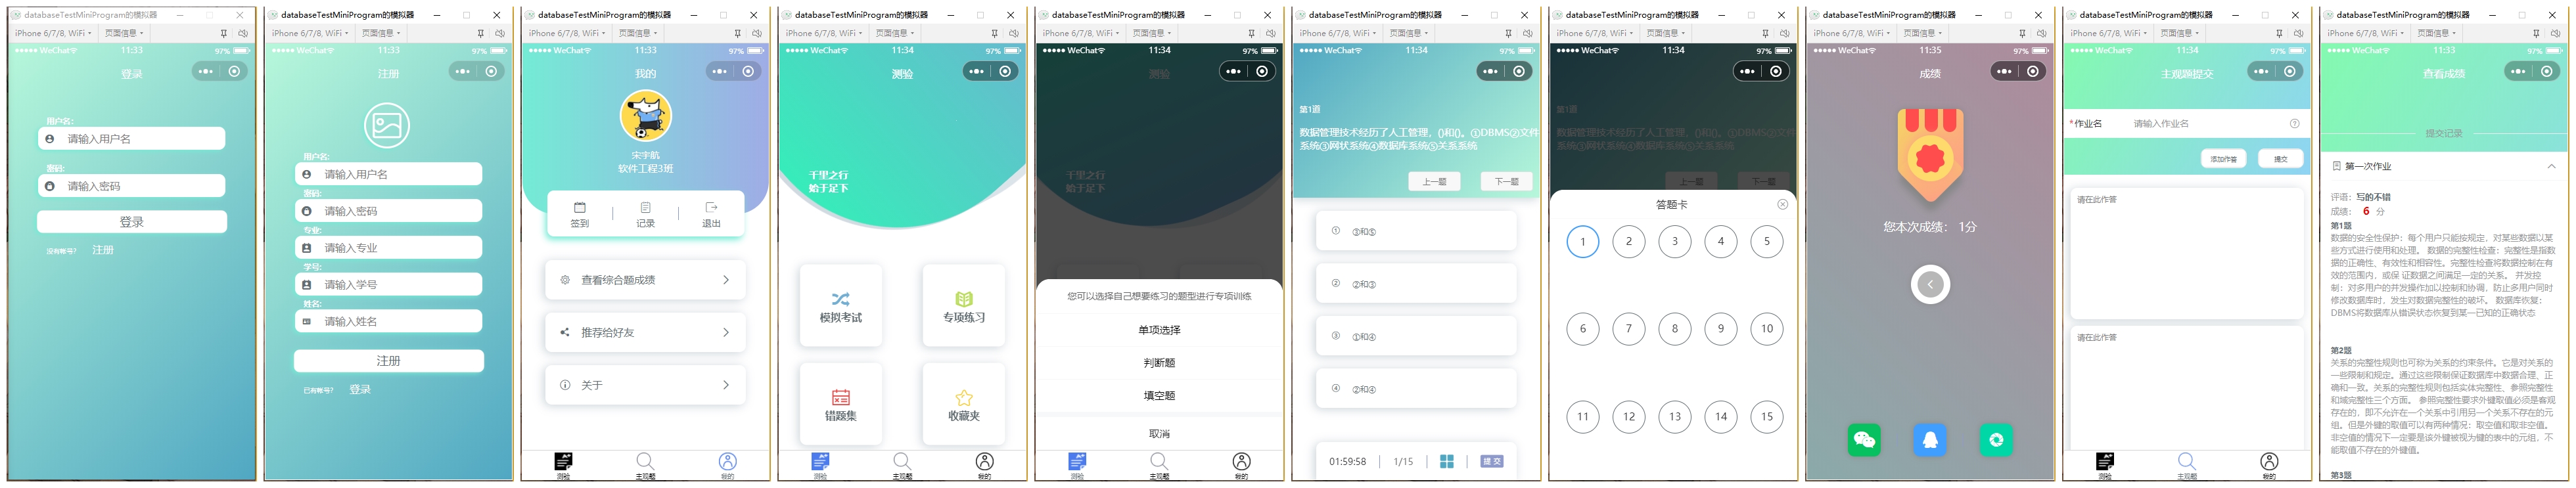 databaseTestMiniProgram的模拟器
iPhone 6/7/8, WiFi 页面信息
WeChat 11:33 97%
登录
用户名:
请输入用户名
密码:
请输入密码
登录
没有帐号? 注册
databaseTestMiniProgram的模拟器
iPhone 6/7/8, WiFi 页面信息
WeChat 11:33 97%
注册
用户名:
请输入用户名
密码:
请输入密码
专业:
请输入专业
学号:
请输入学号
姓名:
请输入姓名
注册
已有帐号? 登录
databaseTestMiniProgram的模拟器
iPhone 6/7/8, WiFi 页面信息
WeChat 11:33 97%
我的
宋宇航
软件工程3班
签到 记录 退出
查看综合题成绩
推荐给好友
关于
测验 主观题 我的
databaseTestMiniProgram的模拟器
iPhone 6/7/8, WiFi 页面信息
WeChat 11:34 97%
测验
千里之行
始于足下
模拟考试 专项练习
错题集 收藏夹
测验 主观题 我的
databaseTestMiniProgram的模拟器
iPhone 6/7/8, WiFi 页面信息
WeChat 11:34 97%
测验
千里之行
始于足下
您可以选择自己想要练习的题型进行专项训练
单项选择
判断题
填空题
取消
测验 主观题 我的
databaseTestMiniProgram的模拟器
iPhone 6/7/8, WiFi 页面信息
WeChat 11:34 97%
第1道
数据管理技术经历了人工管理，()和()。①DBMS②文件
系统③网状系统④数据库系统⑤关系系统
上一题 下一题
① ③和⑤
② ②和③
③ ①和④
④ ②和④
01:59:58 1/15 提交
databaseTestMiniProgram的模拟器
iPhone 6/7/8, WiFi 页面信息
WeChat 11:34 97%
第1道
数据管理技术经历了人工管理，()和()。①DBMS②文件
系统③网状系统④数据库系统⑤关系系统
上一题 下一题
答题卡
1 2 3 4 5
6 7 8 9 10
11 12 13 14 15
databaseTestMiniProgram的模拟器
iPhone 6/7/8, WiFi 页面信息
WeChat 11:35 97%
成绩
您本次成绩： 1分
databaseTestMiniProgram的模拟器
iPhone 6/7/8, WiFi 页面信息
WeChat 11:34 97%
主观题提交
*作业名 请输入作业名
添加作答 提交
请在此作答
请在此作答
测验 主观题 我的
databaseTestMiniProgram的模拟器
iPhone 6/7/8, WiFi 页面信息
WeChat 11:33 97%
查看成绩
提交记录
第一次作业
评语：写的不错
成绩： 6 分
第1题
数据的安全性保护：每个用户只能按规定，对某些数据以某
些方式进行使用和处理。 数据的完整性检查：完整性是指数
据的正确性、有效性和相容性。完整性检查将数据控制在有
效的范围内，或保 证数据之间满足一定的关系。 并发控
制：对多用户的并发操作加以控制和协调，防止多用户同时
修改数据库时，发生对数据完整性的破坏。 数据库恢复：
DBMS将数据库从错误状态恢复到某一已知的正确状态
第2题
关系的完整性规则也可称为关系的约束条件。它是对关系的
一些限制和规定。通过这些限制保证数据库中数据合理、正
确和一致。关系的完整性规则包括实体完整性、参照完整性
和域完整性三个方面。 参照完整性要求外键取值必须是客观
存在的，即不允许在一个关系中引用另一个关系不存在的元
组。但是外键的取值可以有两种情况：取空值和取非空值。
非空值的情况下一定要是该外键被视为键的表中的元组，不
能取值不存在的外键值。
第3题